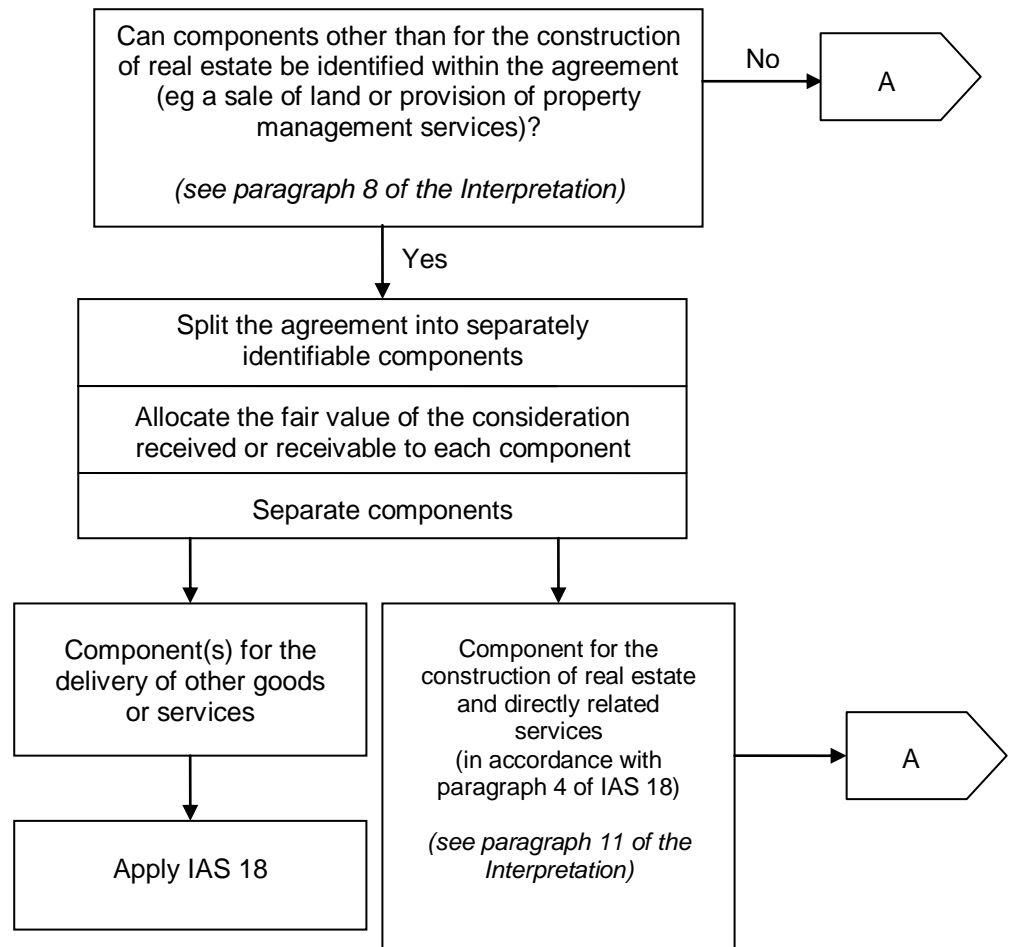 Can components other than for the construction
of real estate be identified within the agreement
(eg a sale of land or provision of property
management services)?
(see paragraph 8 of the Interpretation)
No
A
Yes
Split the agreement into separately
identifiable components
Allocate the fair value of the consideration
received or receivable to each component
Separate components
Component(s) for the
delivery of other goods
or services
Apply IAS 18
Component for the
construction of real estate
and directly related
services
(in accordance with
paragraph 4 of IAS 18)
(see paragraph 11 of the
Interpretation)
A